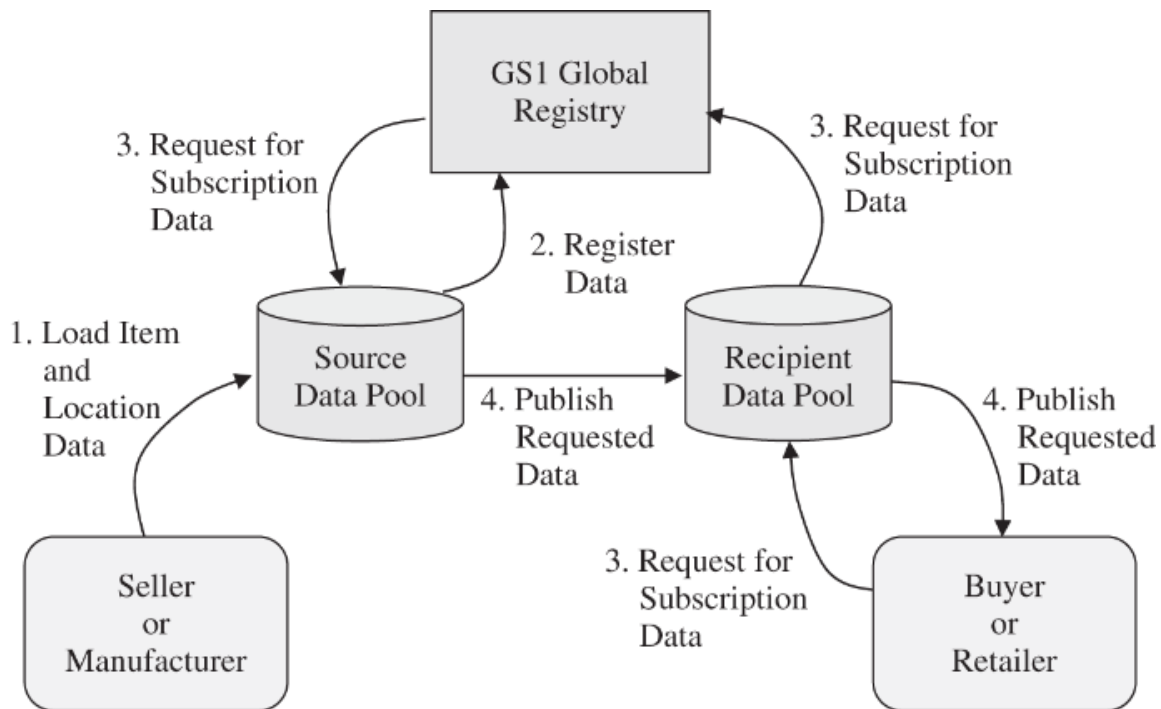 GS1 Global
Registry
3. Request for
Subscription
Data
3. Request for
Subscription
Data
2. Register
Data
1. Load Item
and
Location
Data
Source
Data Pool
Recipient
Data Pool
4. Publish
Requested
Data
4. Publish
Requested
Data
Seller
or
Manufacturer
3. Request for
Subscription
Data
Buyer
or
Retailer